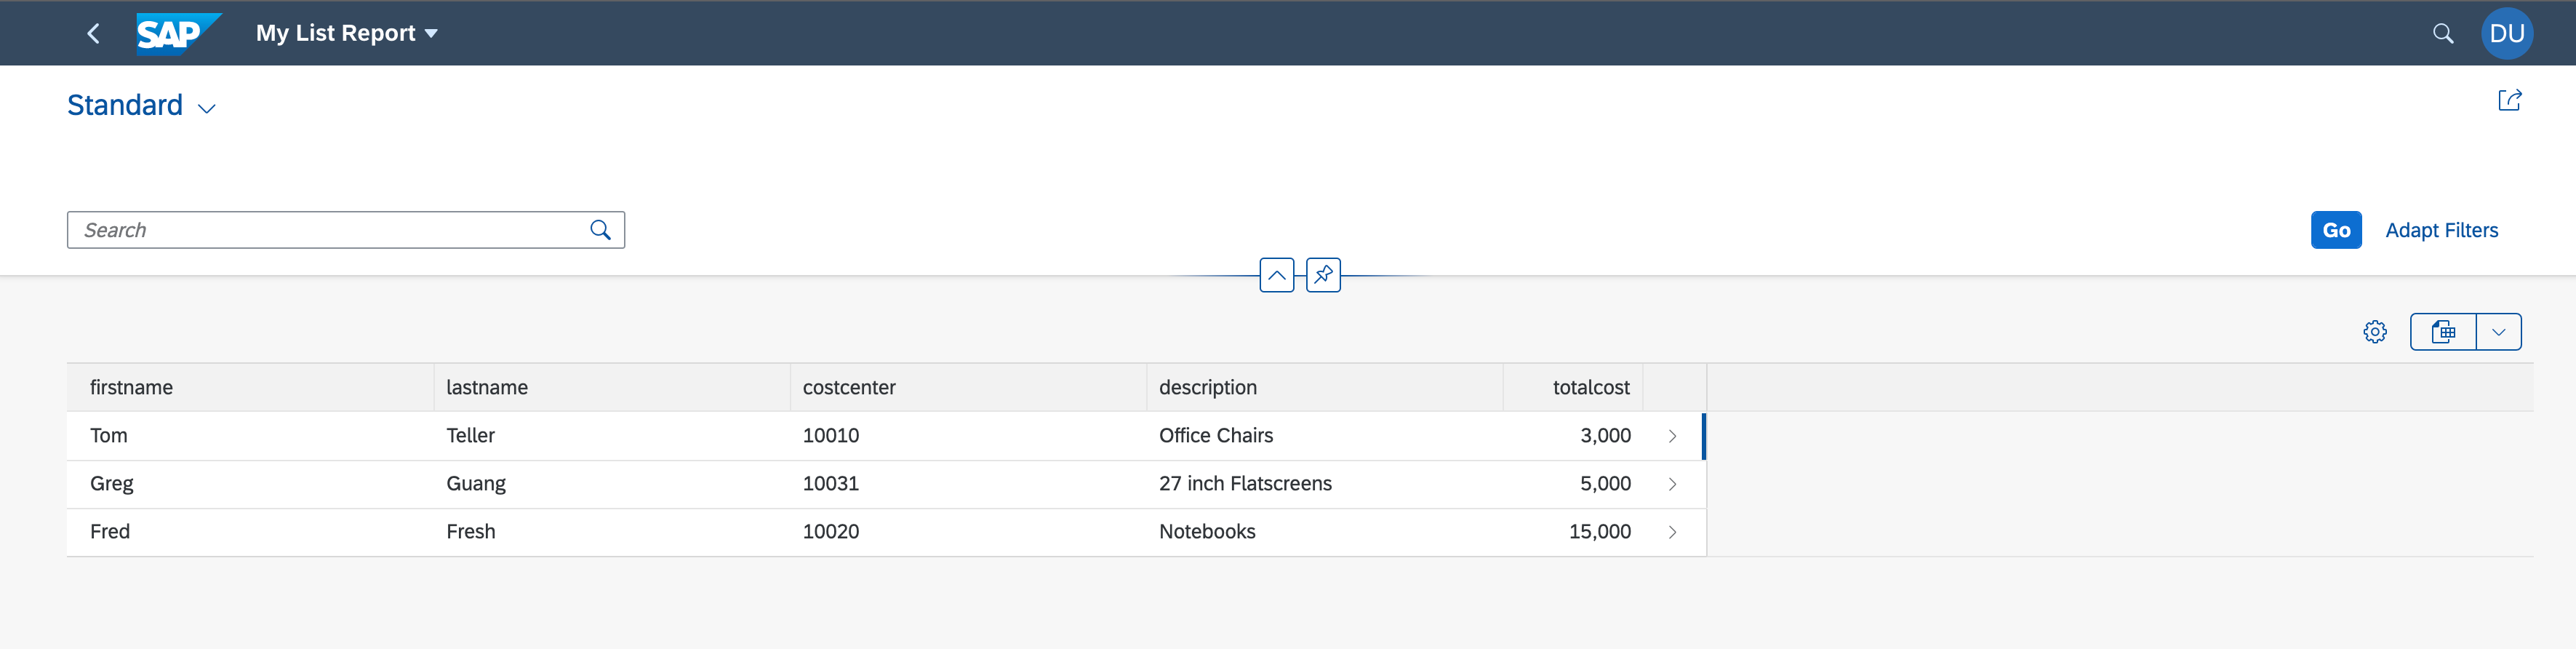 SAP My List Report DU
Standard
Search Go Adapt Filters
firstname lastname costcenter description totalcost
Tom Teller 10010 Office Chairs 3,000
Greg Guang 10031 27 inch Flatscreens 5,000
Fred Fresh 10020 Notebooks 15,000